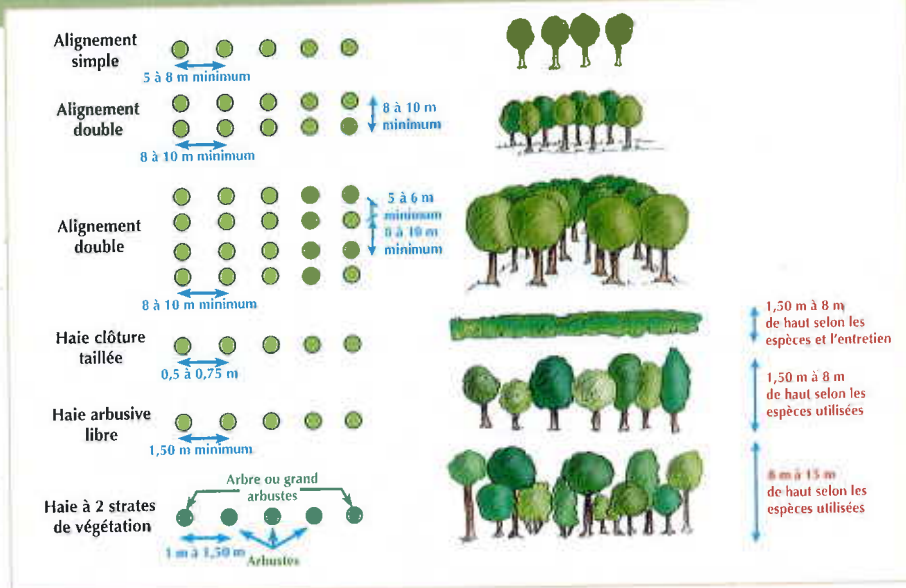 Alignement
simple
5 à 8 m minimum
Alignement
double
8 à 10 m
minimum
8 à 10 m minimum
Alignement
double
5 à 6 m
minimum
8 à 10 m
minimum
8 à 10 m minimum
Haie clôture
taillée
0,5 à 0,75 m
1,50 m à 8 m
de haut selon les
espèces et l'entretien
Haie arbusive
libre
1,50 m minimum
1,50 m à 8 m
de haut selon les
espèces utilisées
Haie à 2 strates
de végétation
Arbre ou grand
arbustes
1 m à 1,50 m
Arbustes
8 m à 15 m
de haut selon les
espèces utilisées